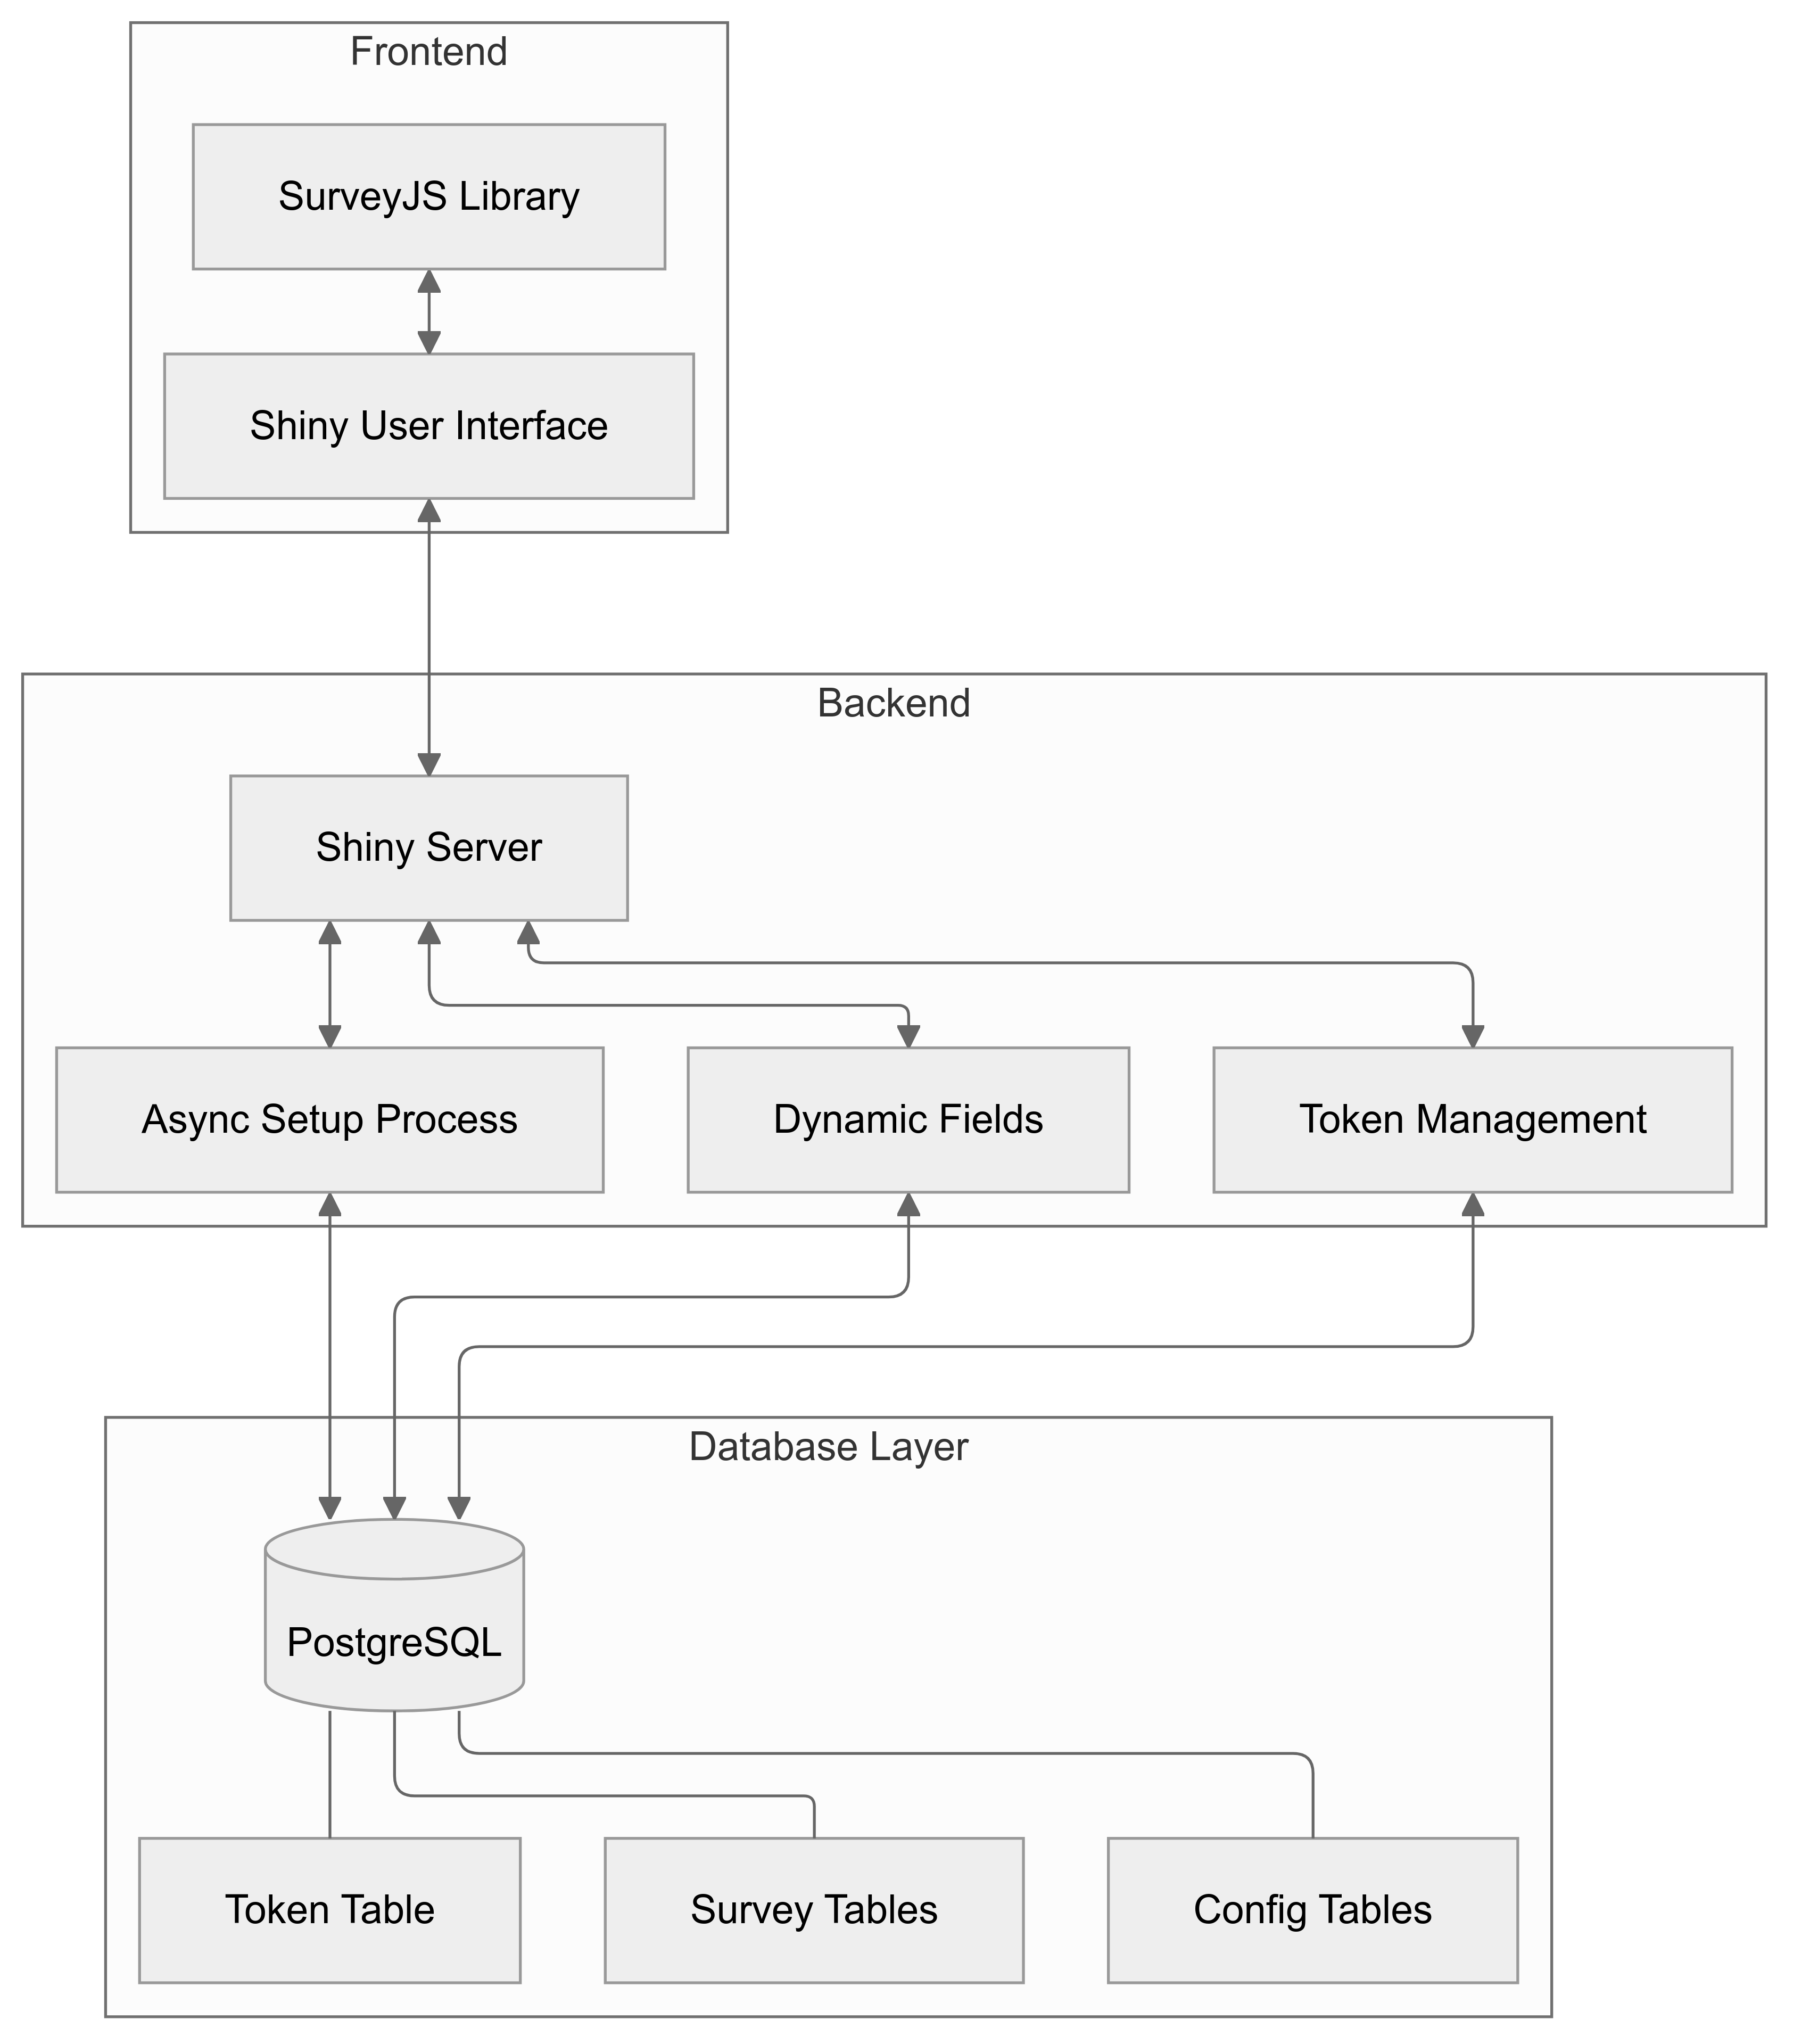 Frontend
SurveyJS Library
Shiny User Interface
Backend
Shiny Server
Async Setup Process
Dynamic Fields
Token Management
Database Layer
PostgreSQL
Token Table
Survey Tables
Config Tables